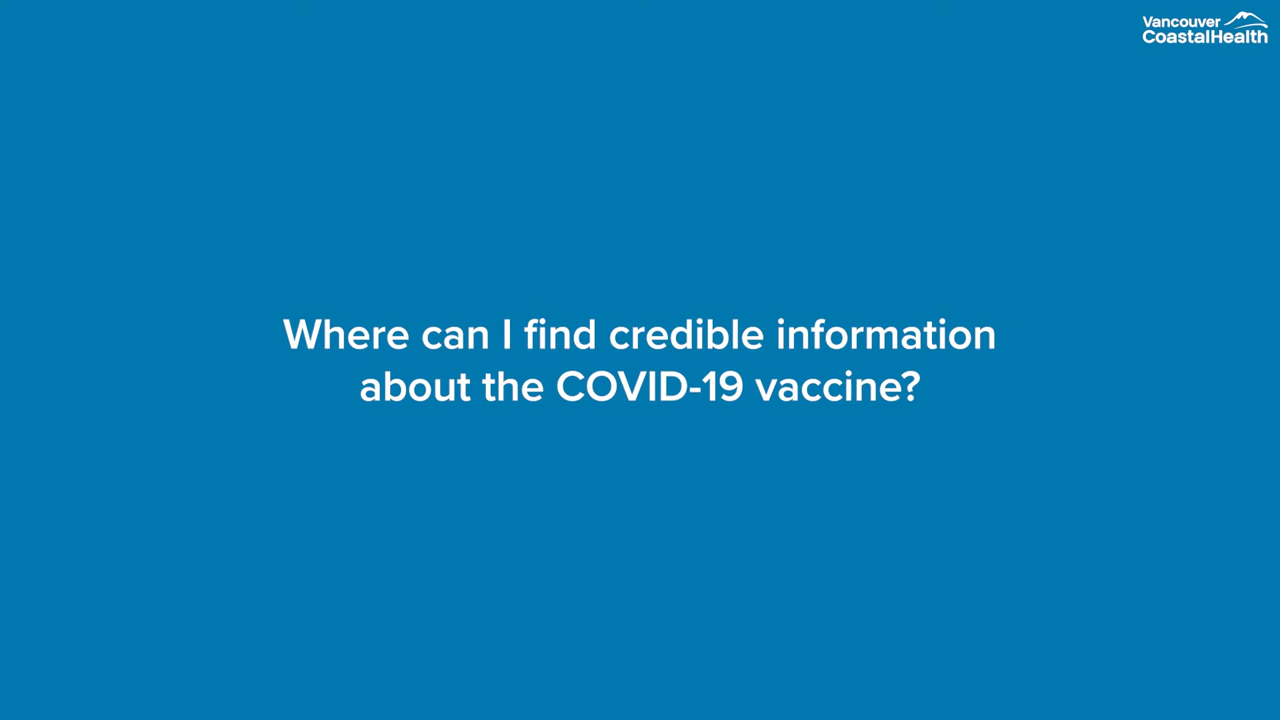 Vancouver
CoastalHealth
Where can I find credible information
about the COVID-19 vaccine?